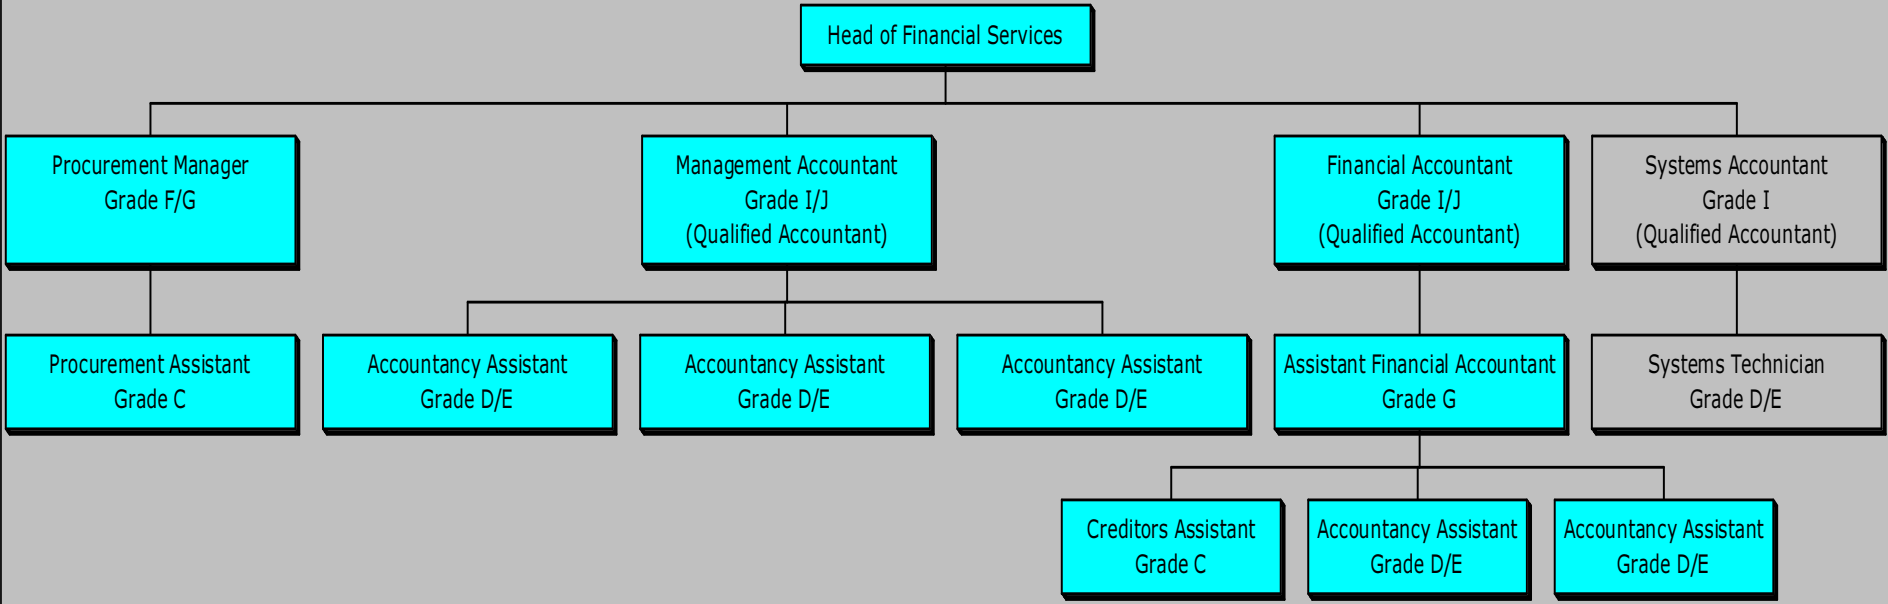 Head of Financial Services
Procurement Manager
Grade F/G
Management Accountant
Grade I/J
(Qualified Accountant)
Financial Accountant
Grade I/J
(Qualified Accountant)
Systems Accountant
Grade I
(Qualified Accountant)
Procurement Assistant
Grade C
Accountancy Assistant
Grade D/E
Accountancy Assistant
Grade D/E
Accountancy Assistant
Grade D/E
Assistant Financial Accountant
Grade G
Systems Technician
Grade D/E
Creditors Assistant
Grade C
Accountancy Assistant
Grade D/E
Accountancy Assistant
Grade D/E